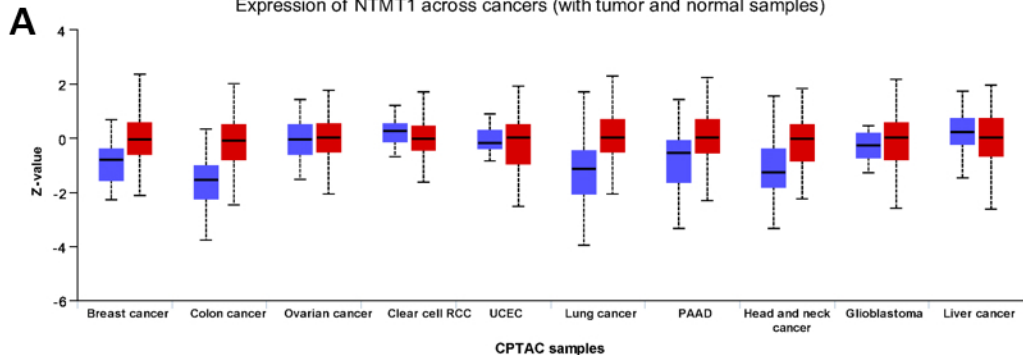 Expression of NTMT1 across cancers (with tumor and normal samples)
A
4
2
0
-2
-4
-6
Z-value
Breast cancer
Colon cancer
Ovarian cancer
Clear cell RCC
UCEC
Lung cancer
PAAD
Head and neck
cancer
Glioblastoma
Liver cancer
CPTAC samples